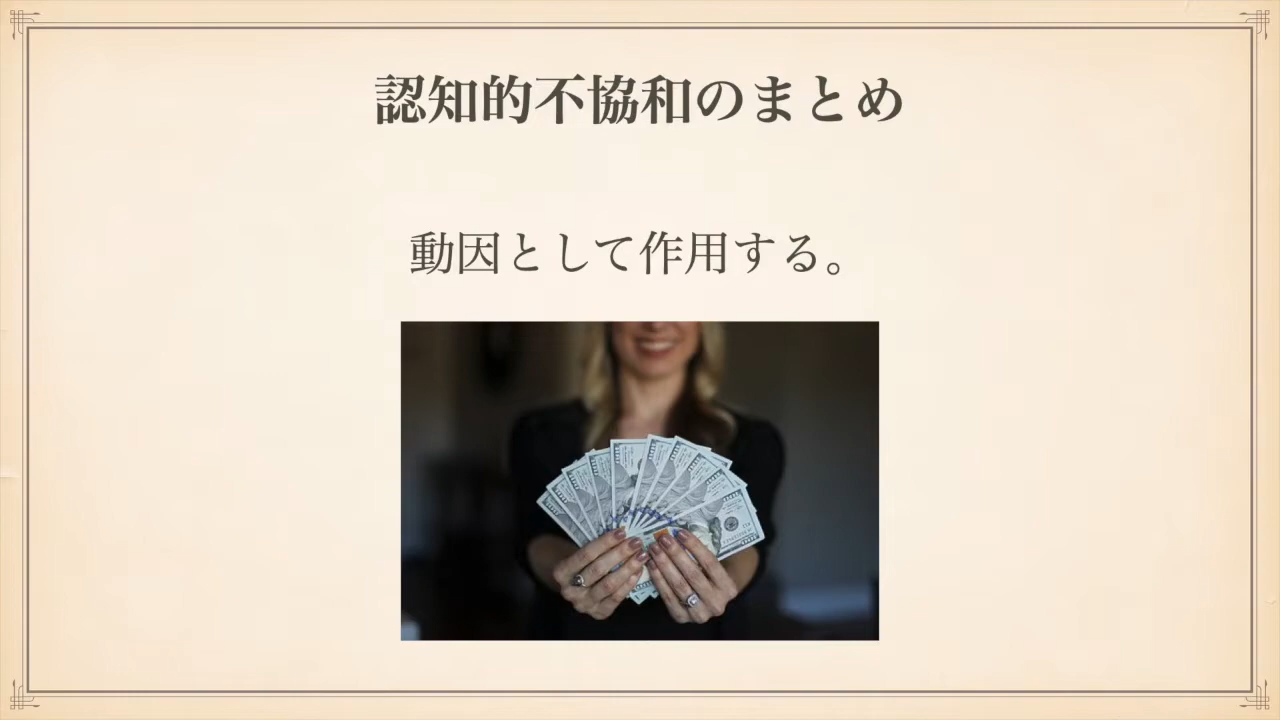 認知的不協和のまとめ
動因として作用する。